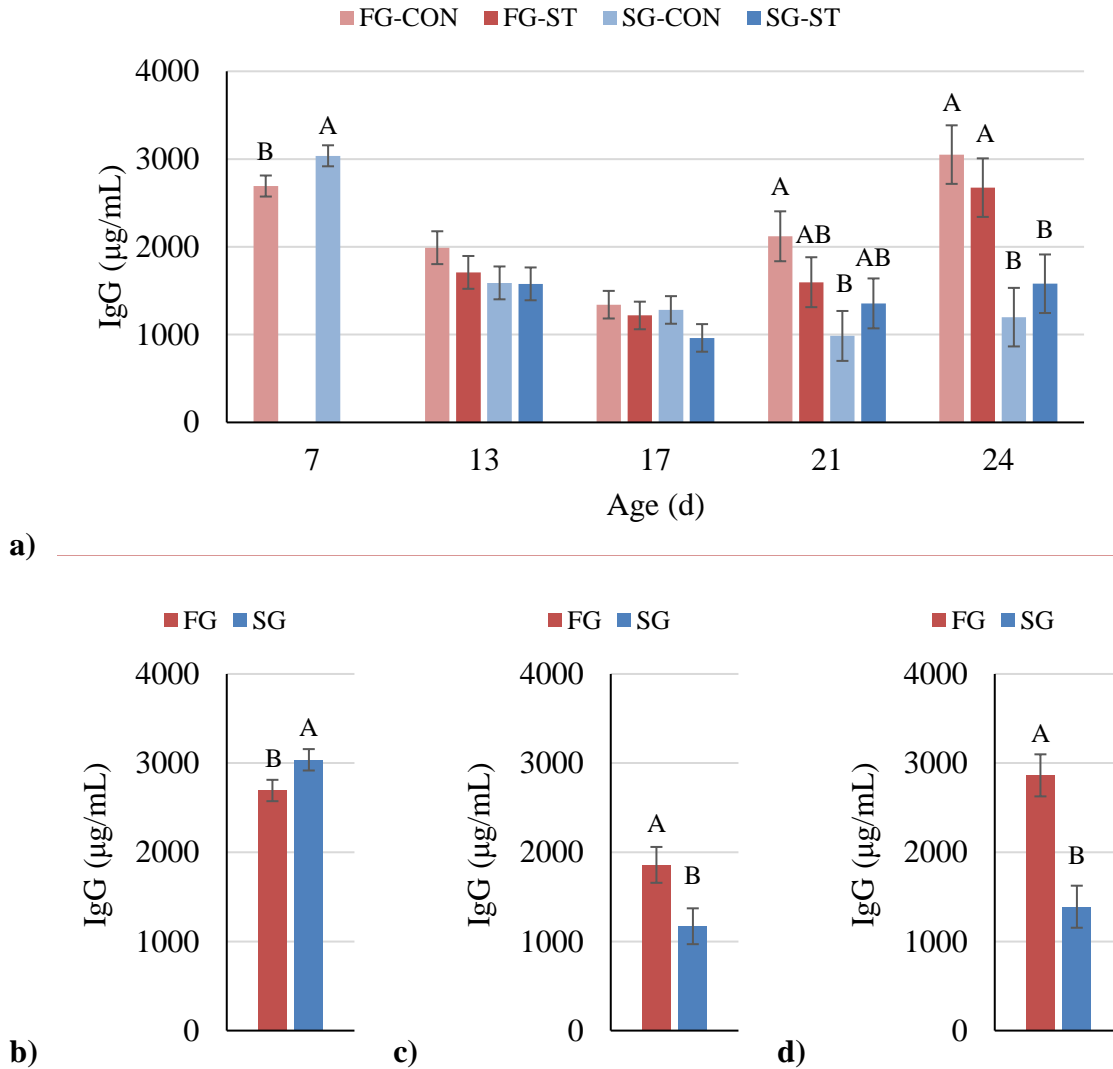 FG-CON FG-ST SG-CON SG-ST
4000
3000
2000
1000
0
IgG (µg/mL)
B A
A AB B AB
A A B B
7 13 17 21 24
Age (d)
a)
FG SG
4000
3000
2000
1000
0
IgG (µg/mL)
B A
b)
FG SG
4000
3000
2000
1000
0
IgG (µg/mL)
A B
c)
FG SG
4000
3000
2000
1000
0
IgG (µg/mL)
A B
d)